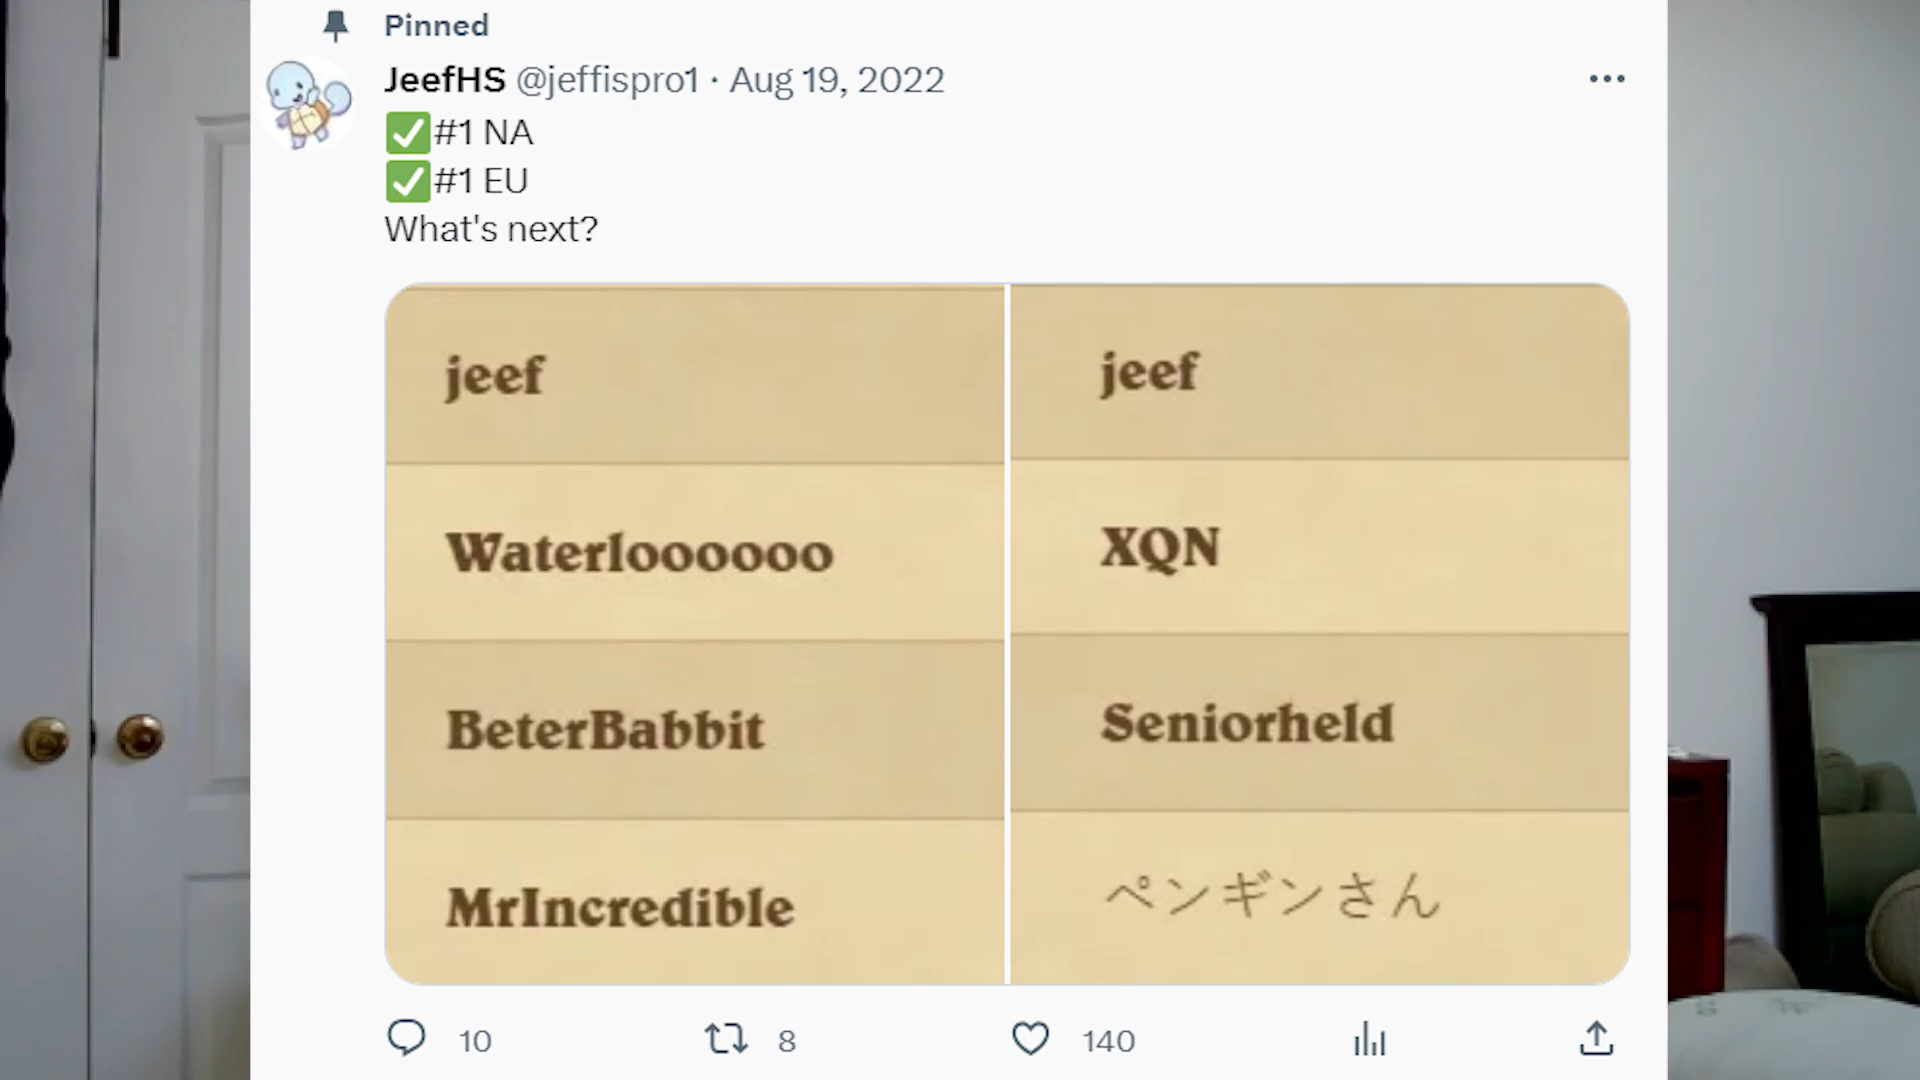 Pinned
JeefHS @jeffispro1 · Aug 19, 2022
✅#1 NA
✅#1 EU
What's next?
jeef
Waterloooooo
BeterBabbit
MrIncredible
jeef
XQN
Seniorheld
ペンギンさん
10
8
140